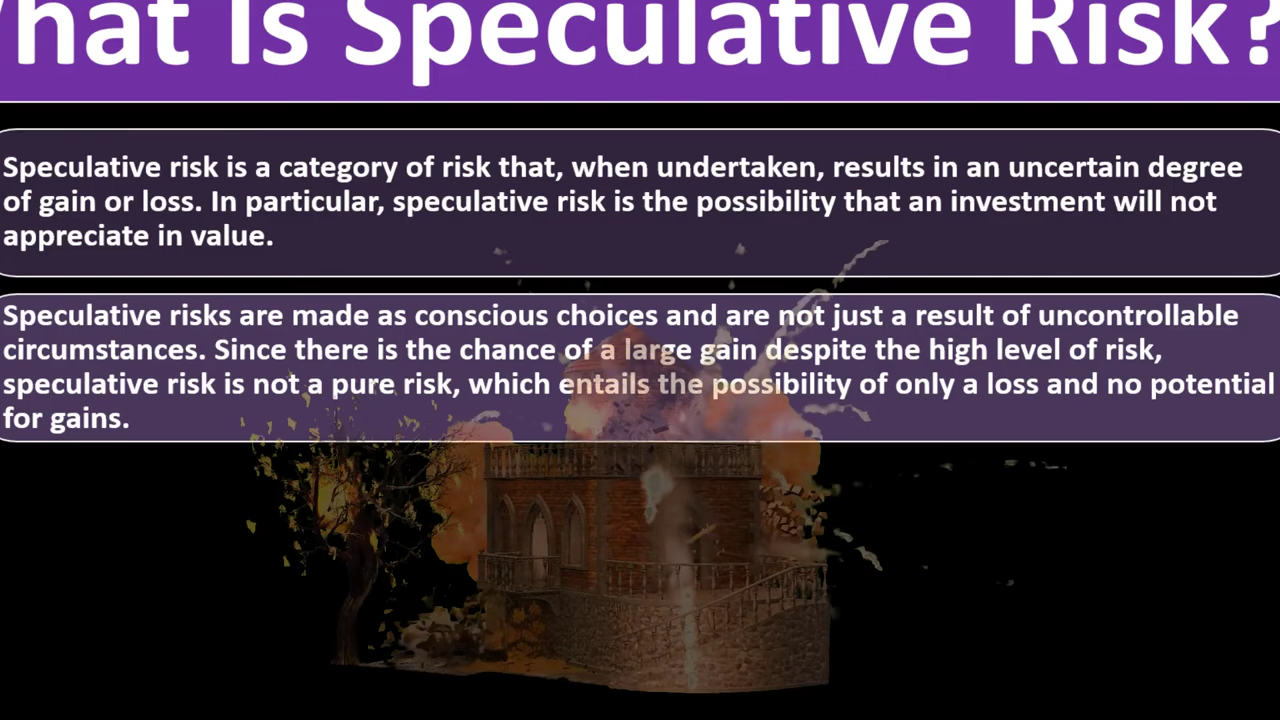 hat Is Speculative Risk?
Speculative risk is a category of risk that, when undertaken, results in an uncertain degree
of gain or loss. In particular, speculative risk is the possibility that an investment will not
appreciate in value.
Speculative risks are made as conscious choices and are not just a result of uncontrollable
circumstances. Since there is the chance of a large gain despite the high level of risk,
speculative risk is not a pure risk, which entails the possibility of only a loss and no potential
for gains.